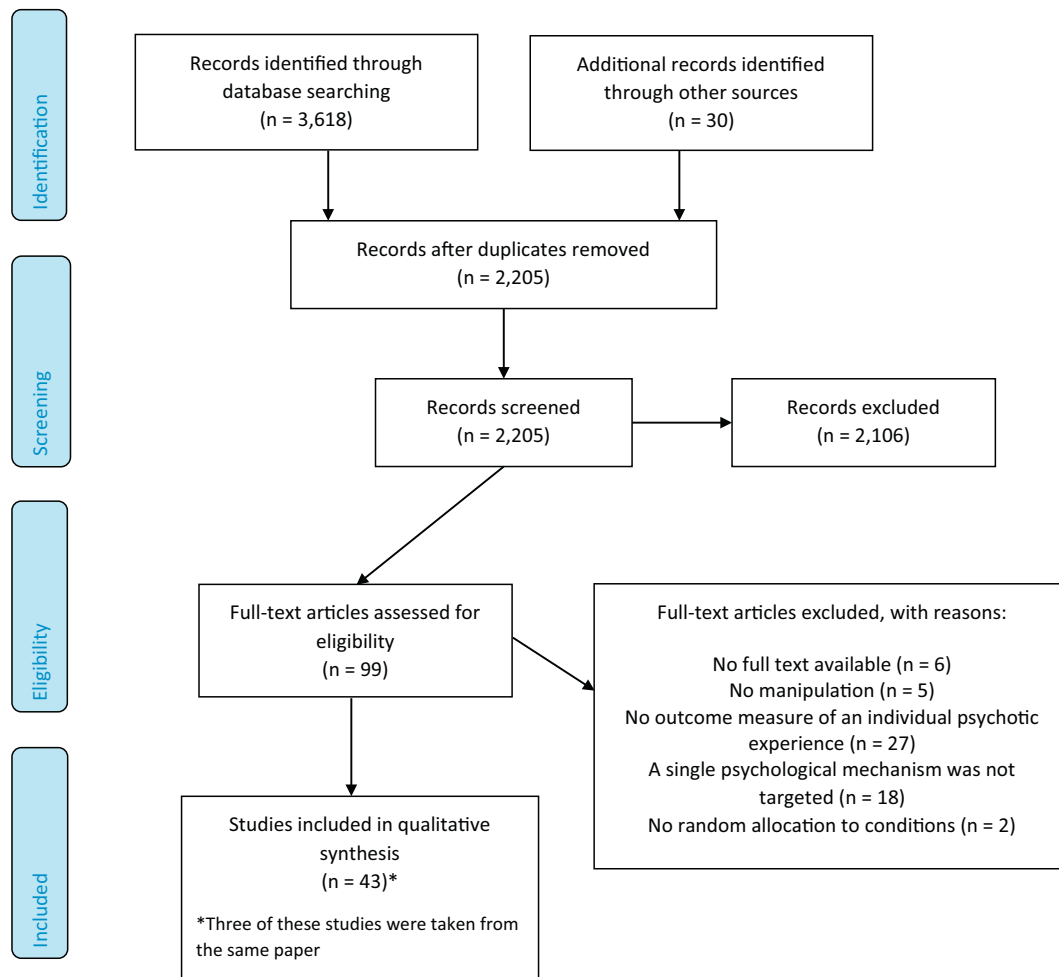 Identification
Records identified through
database searching
(n = 3,618)
Additional records identified
through other sources
(n = 30)
Records after duplicates removed
(n = 2,205)
Screening
Records screened
(n = 2,205)
Records excluded
(n = 2,106)
Eligibility
Full-text articles assessed for
eligibility
(n = 99)
Full-text articles excluded, with reasons:
No full text available (n = 6)
No manipulation (n = 5)
No outcome measure of an individual psychotic
experience (n = 27)
A single psychological mechanism was not
targeted (n = 18)
No random allocation to conditions (n = 2)
Included
Studies included in qualitative
synthesis
(n = 43)*
*Three of these studies were taken from
the same paper